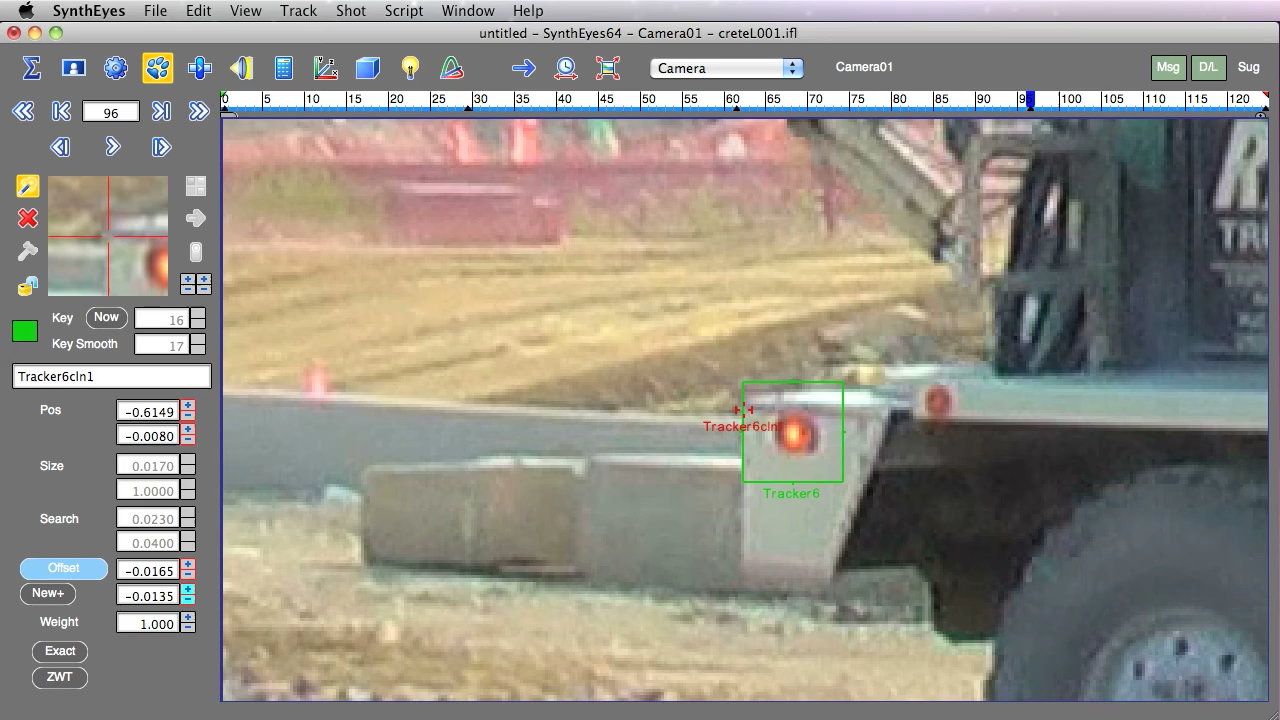 SynthEyes File Edit View Track Shot Script Window Help
untitled - SynthEyes64 - Camera01 - creteL001.ifl
Camera Camera01 Msg D/L Sug
96 0 5 10 15 20 25 30 35 40 45 50 55 60 65 70 75 80 85 90 95 100 105 110 115 120
Key Now 16
Key Smooth 17
Tracker6cln1
Pos -0.6149
-0.0080
Size 0.0170
1.0000
Search 0.0230
0.0400
Offset -0.0165
New+ -0.0135
Weight 1.000
Exact
ZWT
Tracker6cln
Tracker6